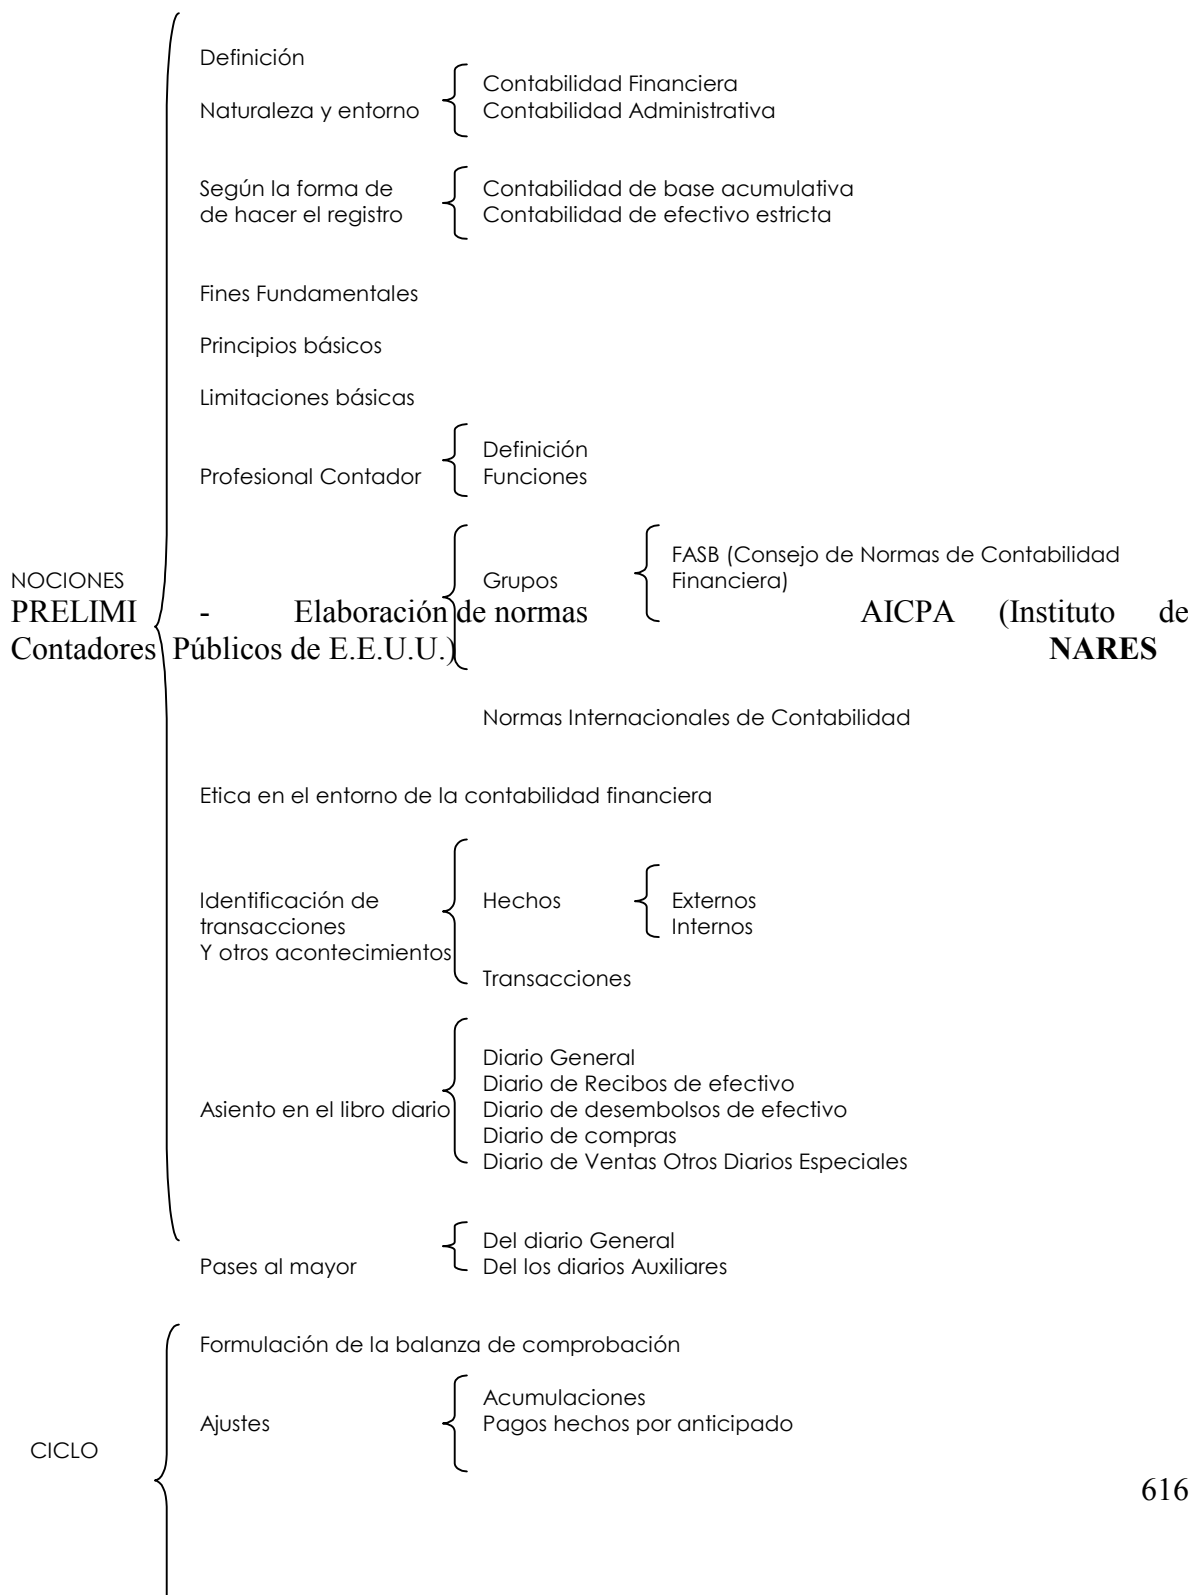 Definición
Contabilidad Financiera
Naturaleza y entorno Contabilidad Administrativa
Según la forma de Contabilidad de base acumulativa
de hacer el registro Contabilidad de efectivo estricta
Fines Fundamentales
Principios básicos
Limitaciones básicas
Definición
Profesional Contador Funciones
FASB (Consejo de Normas de Contabilidad
NOCIONES Grupos Financiera)
PRELIMI - Elaboración de normas AICPA (Instituto de
Contadores Públicos de E.E.U.U.) NARES
Normas Internacionales de Contabilidad
Etica en el entorno de la contabilidad financiera
Identificación de Hechos Externos
transacciones Internos
Y otros acontecimientos
Transacciones
Diario General
Diario de Recibos de efectivo
Asiento en el libro diario Diario de desembolsos de efectivo
Diario de compras
Diario de Ventas Otros Diarios Especiales
Del diario General
Pases al mayor Del los diarios Auxiliares
Formulación de la balanza de comprobación
Acumulaciones
Ajustes Pagos hechos por anticipado
CICLO
616